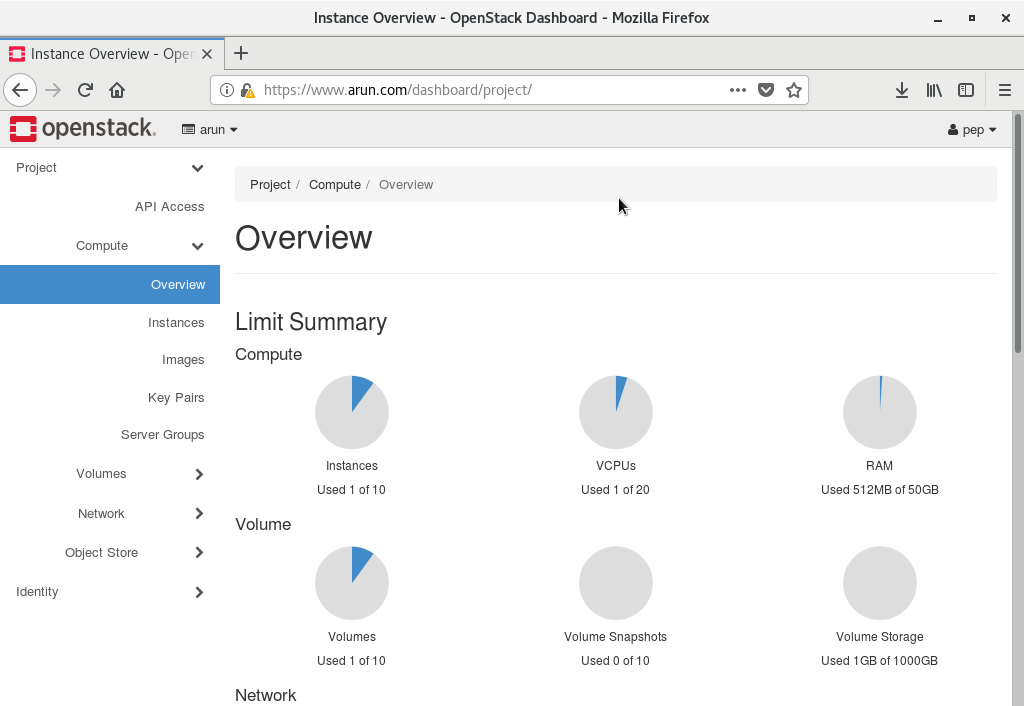 Instance Overview - OpenStack Dashboard - Mozilla Firefox
Instance Overview - Oper
https://www.arun.com/dashboard/project/
openstack.
arun
pep
Project
API Access
Compute
Overview
Instances
Images
Key Pairs
Server Groups
Volumes
Network
Object Store
Identity
Project / Compute / Overview
Overview
Limit Summary
Compute
Instances
Used 1 of 10
VCPUs
Used 1 of 20
RAM
Used 512MB of 50GB
Volume
Volumes
Used 1 of 10
Volume Snapshots
Used 0 of 10
Volume Storage
Used 1GB of 1000GB
Network